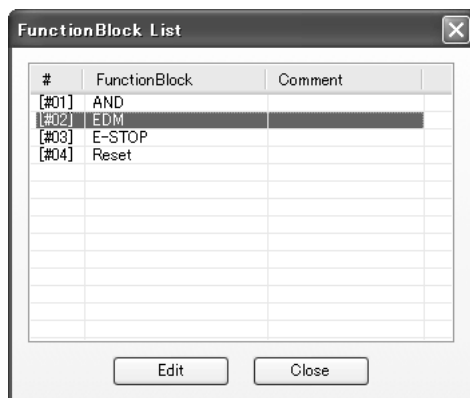 FunctionBlock List
# FunctionBlock Comment
[#01] AND
[#02] EDM
[#03] E-STOP
[#04] Reset
Edit Close